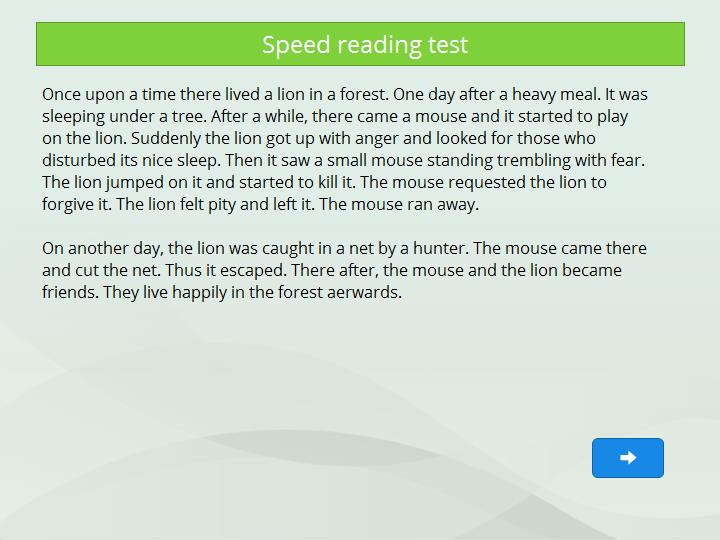 Speed reading test
Once upon a time there lived a lion in a forest. One day after a heavy meal. It was
sleeping under a tree. After a while, there came a mouse and it started to play
on the lion. Suddenly the lion got up with anger and looked for those who
disturbed its nice sleep. Then it saw a small mouse standing trembling with fear.
The lion jumped on it and started to kill it. The mouse requested the lion to
forgive it. The lion felt pity and left it. The mouse ran away.
On another day, the lion was caught in a net by a hunter. The mouse came there
and cut the net. Thus it escaped. There after, the mouse and the lion became
friends. They live happily in the forest aerwards.